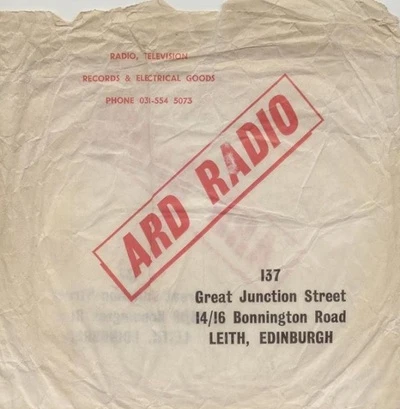 RADIO, TELEVISION
RECORDS & ELECTRICAL GOODS
PHONE 031-554 5073
ARD RADIO
137
Great Junction Street
14/16 Bonnington Road
LEITH, EDINBURGH